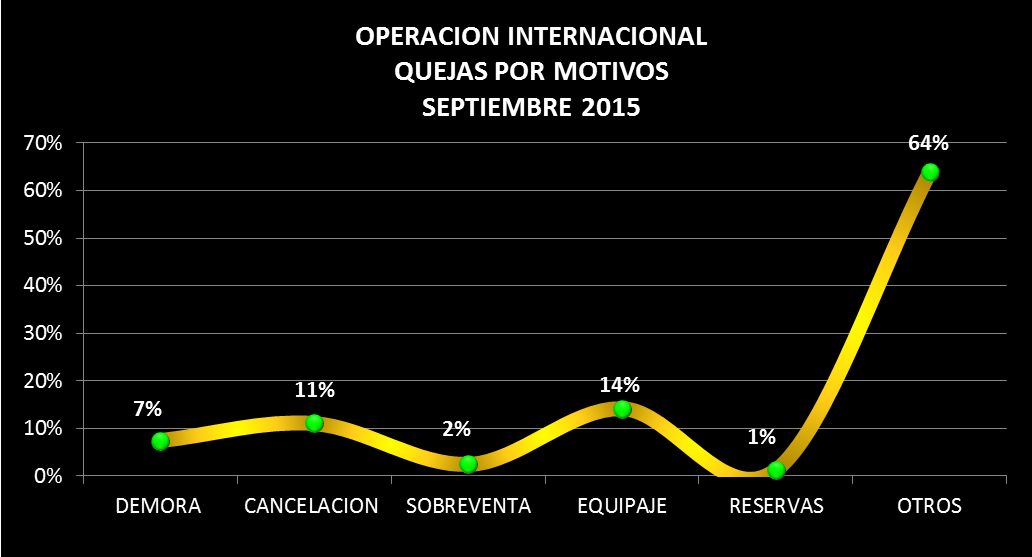 OPERACION INTERNACIONAL
QUEJAS POR MOTIVOS
SEPTIEMBRE 2015
70%
60%
50%
40%
30%
20%
10%
0%
7%
11%
2%
14%
1%
64%
DEMORA
CANCELACION
SOBREVENTA
EQUIPAJE
RESERVAS
OTROS